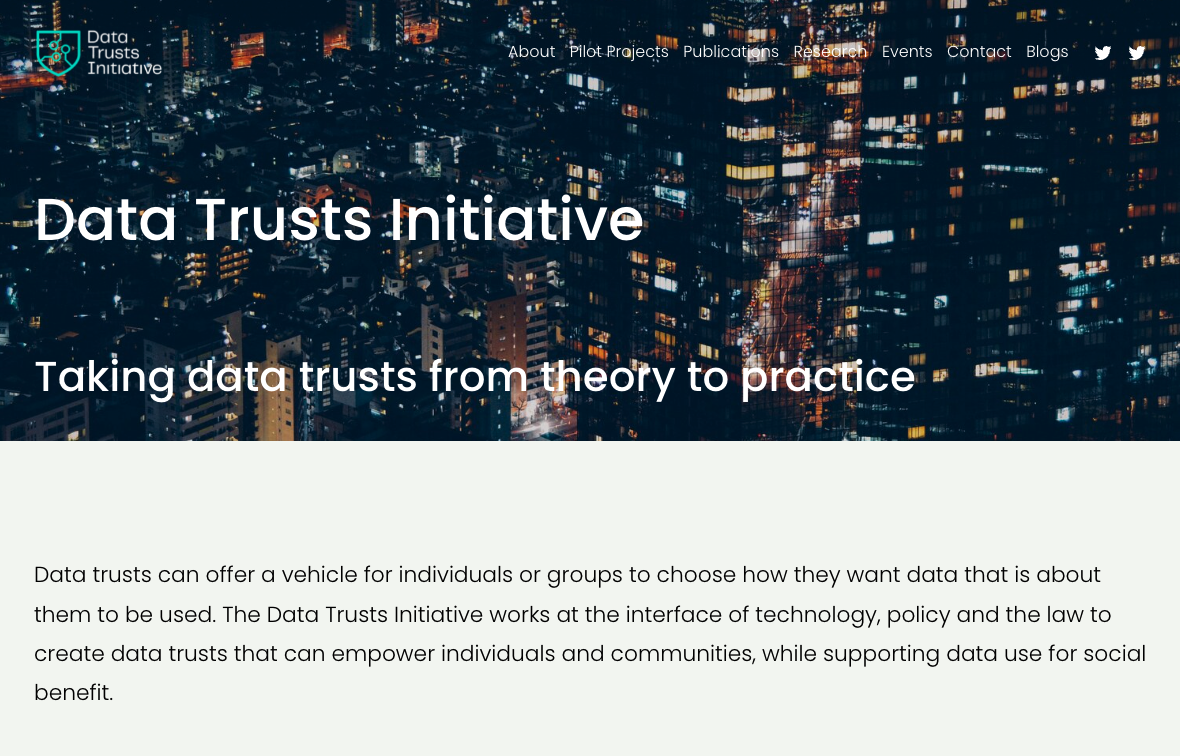 Data
Trusts
Initiative
About Pilot Projects Publications Research Events Contact Blogs
Data Trusts Initiative
Taking data trusts from theory to practice
Data trusts can offer a vehicle for individuals or groups to choose how they want data that is about
them to be used. The Data Trusts Initiative works at the interface of technology, policy and the law to
create data trusts that can empower individuals and communities, while supporting data use for social
benefit.